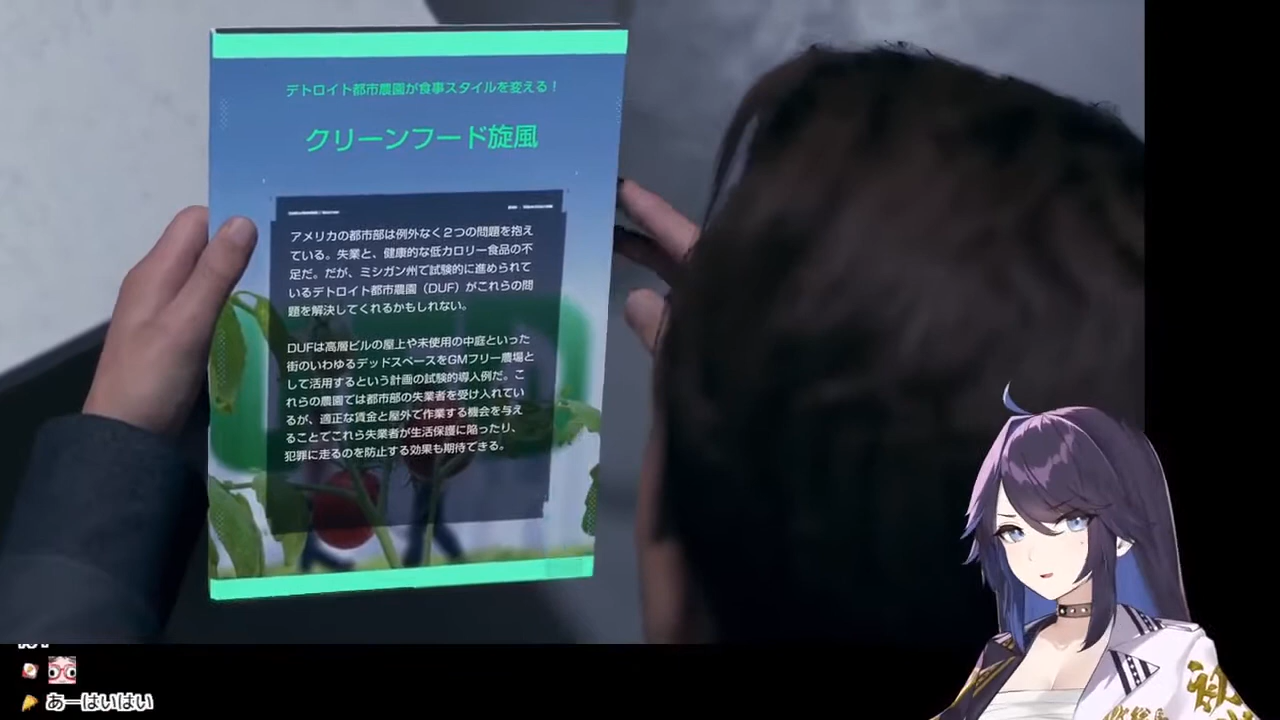 デトロイト都市農園が食事スタイルを変える！
クリーンフード旋風
アメリカの都市部は例外なく２つの問題を抱え
ている。失業と、健康的な低カロリー食品の不
足だ。だが、ミシガン州で試験的に進められて
いるデトロイト都市農園（DUF）がこれらの問
題を解決してくれるかもしれない。
DUFは高層ビルの屋上や未使用の中庭といった
街のいわゆるデッドスペースをGMフリー農場と
して活用するという計画の試験的導入例だ。こ
れらの農園では都市部の失業者を受け入れてい
るが、適正な賃金と屋外で作業する機会を与え
ることでこれら失業者が生活保護に陥ったり、
犯罪に走るのを防止する効果も期待できる。
あーはいはい